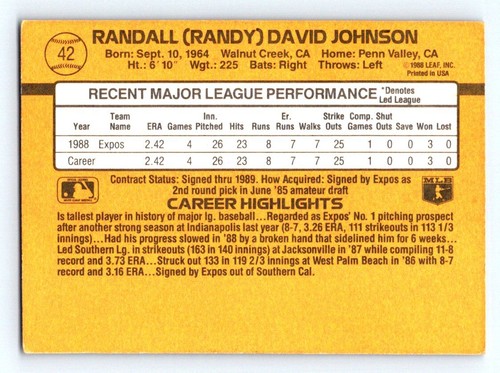 42
RANDALL (RANDY) DAVID JOHNSON
Born: Sept. 10, 1964 Walnut Creek, CA Home: Penn Valley, CA
Ht.: 6' 10" Wgt.: 225 Bats: Right Throws: Left
©1988 LEAF, INC.
Printed in USA
RECENT MAJOR LEAGUE PERFORMANCE *Denotes Led League
Year Team Name ERA Games Inn. Pitched Hits Runs Er. Runs Walks Strike Outs Comp. Games Shut Outs Save Won Lost
1988 Expos 2.42 4 26 23 8 7 7 25 1 0 0 3 0
Career 2.42 4 26 23 8 7 7 25 1 0 0 3 0
Contract Status: Signed thru 1989. How Acquired: Signed by Expos as
2nd round pick in June '85 amateur draft
MLB
CAREER HIGHLIGHTS
Is tallest player in history of major lg. baseball...Regarded as Expos' No. 1 pitching prospect
after another strong season at Indianapolis last year (8-7, 3.26 ERA, 111 strikeouts in 113 1/3
innings)...Had his progress slowed in '88 by a broken hand that sidelined him for 6 weeks...
Led Southern Lg. in strikeouts (163 in 140 innings) at Jacksonville in '87 while compiling 11-8
record and 3.73 ERA...Struck out 133 in 119 2/3 innings at West Palm Beach in '86 with 8-7
record and 3.16 ERA...Signed by Expos out of Southern Cal.